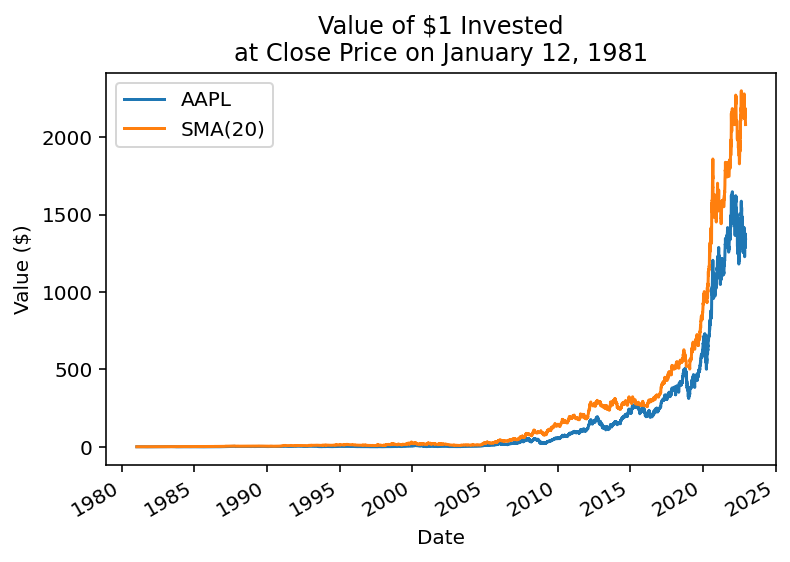 Value of $1 Invested
at Close Price on January 12, 1981
AAPL
SMA(20)
Value ($)
2000
1500
1000
500
0
1980
1985
1990
1995
2000
2005
2010
2015
2020
2025
Date